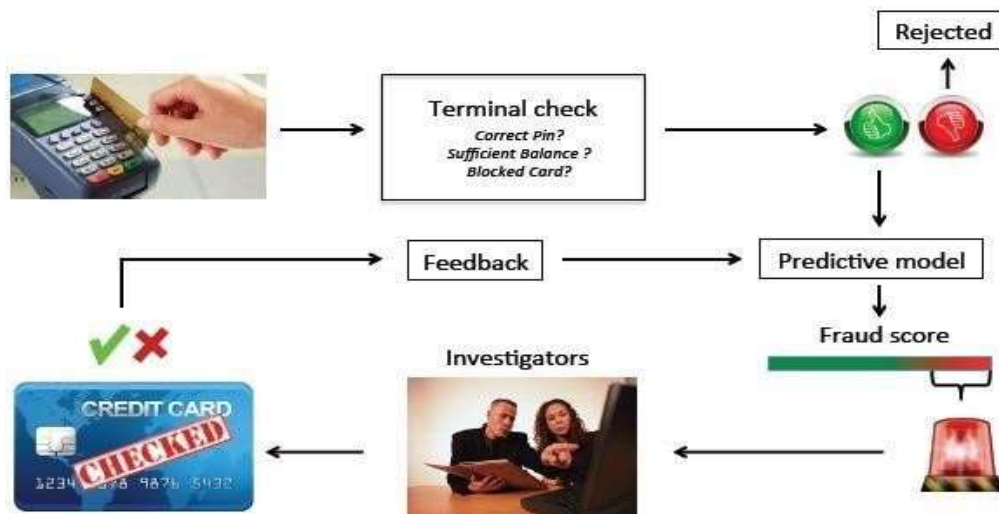 Rejected
Terminal check
Correct Pin?
Sufficient Balance ?
Blocked Card?
Feedback
Predictive model
Fraud score
Investigators
CREDIT CARD
CHECKED
1234 5678 9876 5432